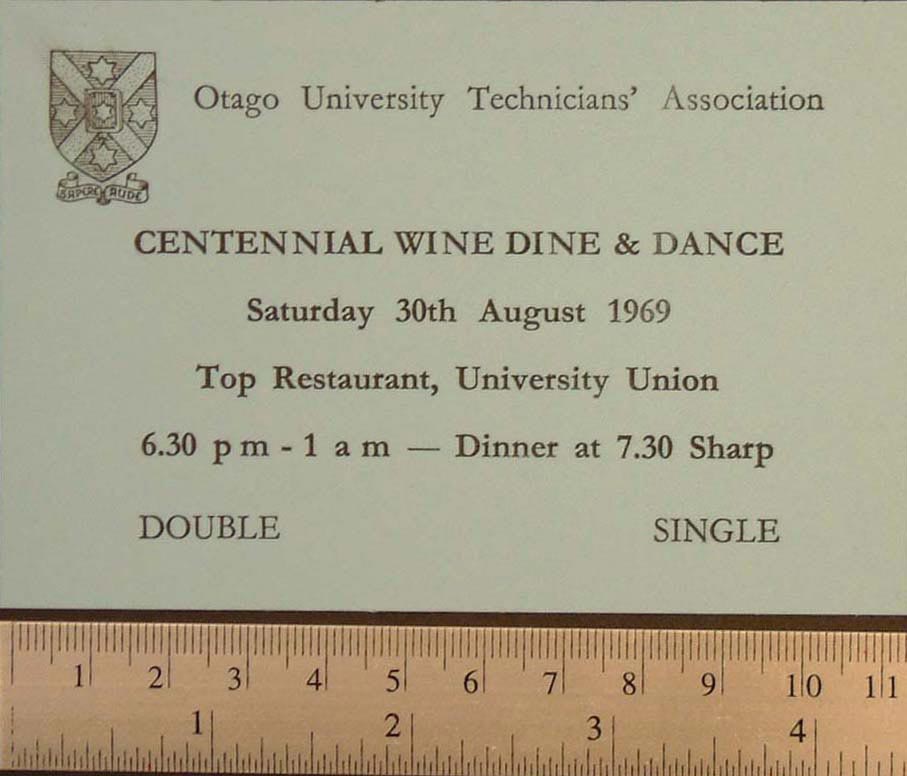 Otago University Technicians’ Association
SAPERE AUDE
CENTENNIAL WINE DINE & DANCE
Saturday 30th August 1969
Top Restaurant, University Union
6.30 p m - 1 a m — Dinner at 7.30 Sharp
DOUBLE SINGLE
1 2 3 4 5 6 7 8 9 10 11
1 2 3 4